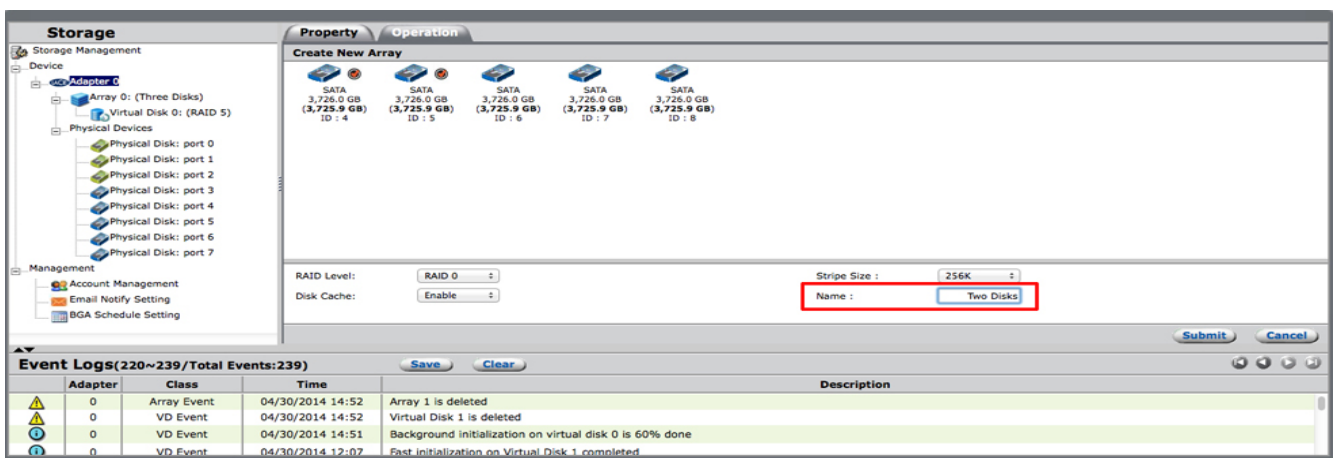 Storage
Property
Operation
Storage Management
Device
Adapter 0
Array 0: (Three Disks)
Virtual Disk 0: (RAID 5)
Physical Devices
Physical Disk: port 0
Physical Disk: port 1
Physical Disk: port 2
Physical Disk: port 3
Physical Disk: port 4
Physical Disk: port 5
Physical Disk: port 6
Physical Disk: port 7
Management
Account Management
Email Notify Setting
BGA Schedule Setting
Create New Array
SATA SATA SATA SATA SATA
3,726.0 GB 3,726.0 GB 3,726.0 GB 3,726.0 GB 3,726.0 GB
(3,725.9 GB) (3,725.9 GB) (3,725.9 GB) (3,725.9 GB) (3,725.9 GB)
ID : 4 ID : 5 ID : 6 ID : 7 ID : 8
RAID Level: RAID 0 Stripe Size : 256K
Disk Cache: Enable Name : Two Disks
Submit Cancel
Event Logs(220~239/Total Events:239) Save Clear
Adapter Class Time Description
0 Array Event 04/30/2014 14:52 Array 1 is deleted
0 VD Event 04/30/2014 14:52 Virtual Disk 1 is deleted
0 VD Event 04/30/2014 14:51 Background initialization on virtual disk 0 is 60% done
0 VD Event 04/30/2014 12:07 Fast initialization on Virtual Disk 1 completed